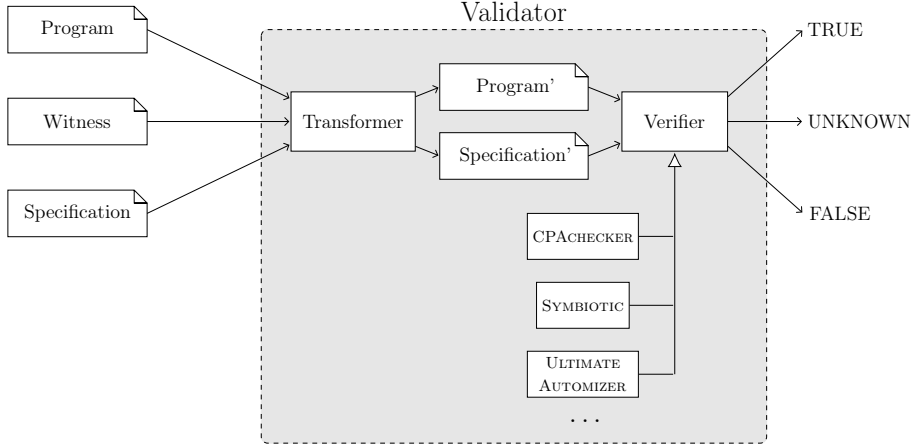 Validator
Program
Witness
Specification
Transformer
Program'
Specification'
Verifier
TRUE
UNKNOWN
FALSE
CPACHECKER
SYMBIOTIC
ULTIMATE
AUTOMIZER
...